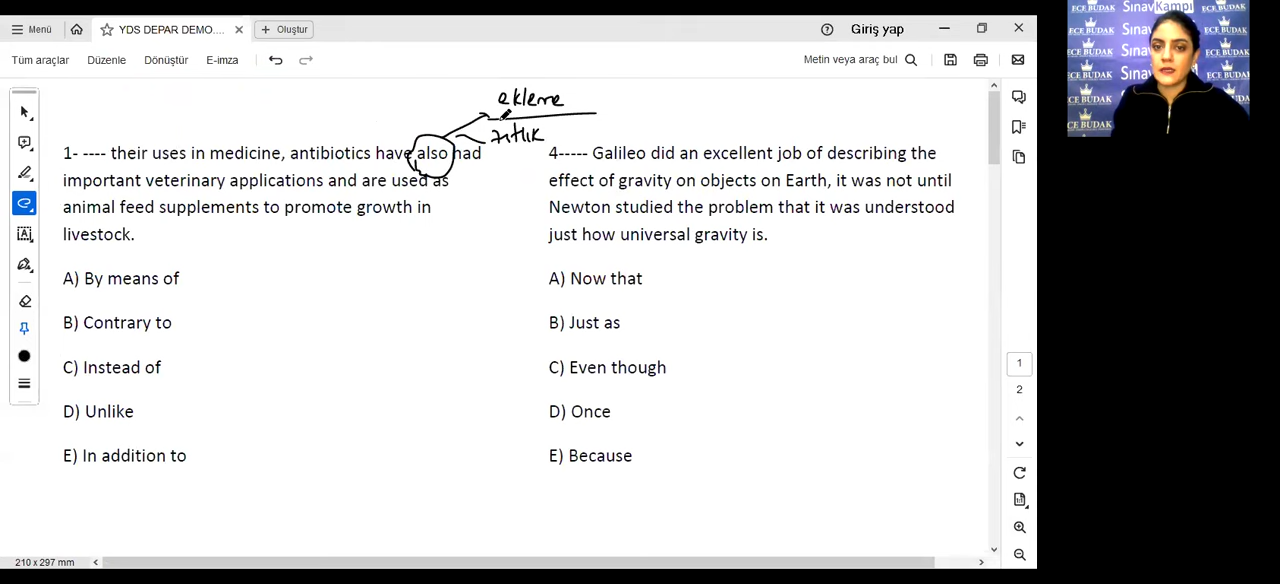 Menü
YDS DEPAR DEMO....
Oluştur
Giriş yap
Tüm araçlar
Düzenle
Dönüştür
E-imza
Metin veya araç bul
ekleme
zıtlık
1- ---- their uses in medicine, antibiotics have also had
important veterinary applications and are used as
animal feed supplements to promote growth in
livestock.
A) By means of
B) Contrary to
C) Instead of
D) Unlike
E) In addition to
4----- Galileo did an excellent job of describing the
effect of gravity on objects on Earth, it was not until
Newton studied the problem that it was understood
just how universal gravity is.
A) Now that
B) Just as
C) Even though
D) Once
E) Because
1
2
210 x 297 mm
SınavKampı
ECE BUDAK